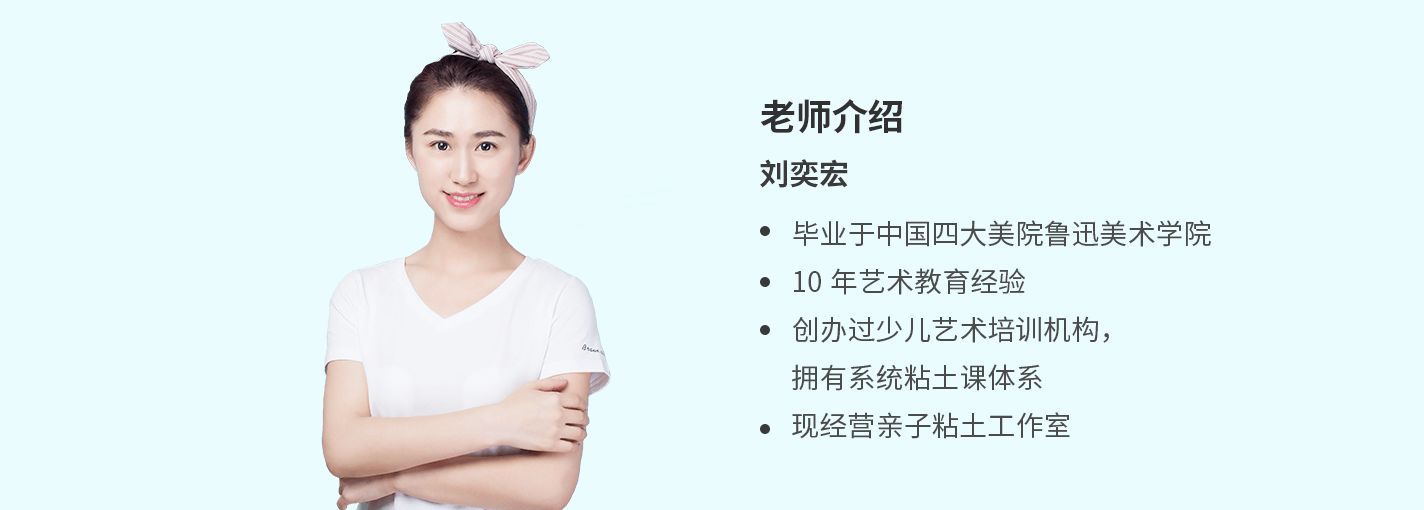 老师介绍
刘奕宏
• 毕业于中国四大美院鲁迅美术学院
• 10 年艺术教育经验
• 创办过少儿艺术培训机构，
拥有系统粘土课体系
• 现经营亲子粘土工作室